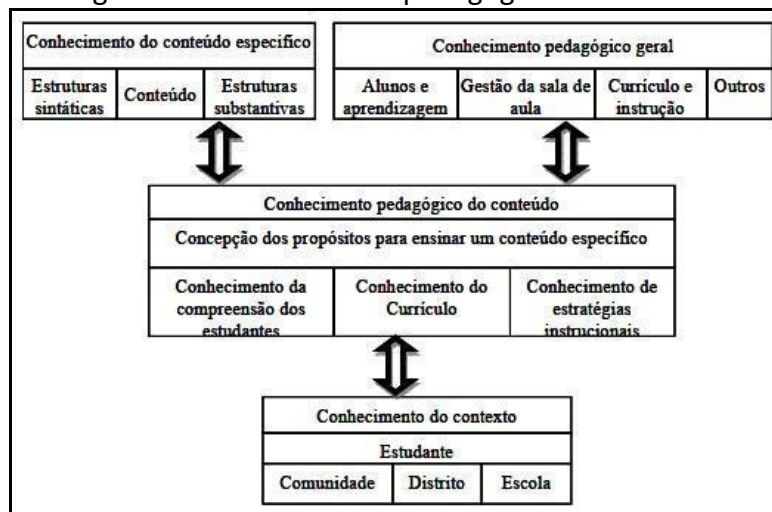 Conhecimento do conteúdo especifico
Estruturas
sintáticas
Conteúdo
Estruturas
substantivas
Conhecimento pedagógico geral
Alunos e
aprendizagem
Gestão da sala de
aula
Currículo e
instrução
Outros
Conhecimento pedagógico do conteúdo
Concepção dos propósitos para ensinar um conteúdo específico
Conhecimento da
compreensão dos
estudantes
Conhecimento do
Currículo
Conhecimento de
estratégias
instrucionais
Conhecimento do contexto
Estudante
Comunidade
Distrito
Escola